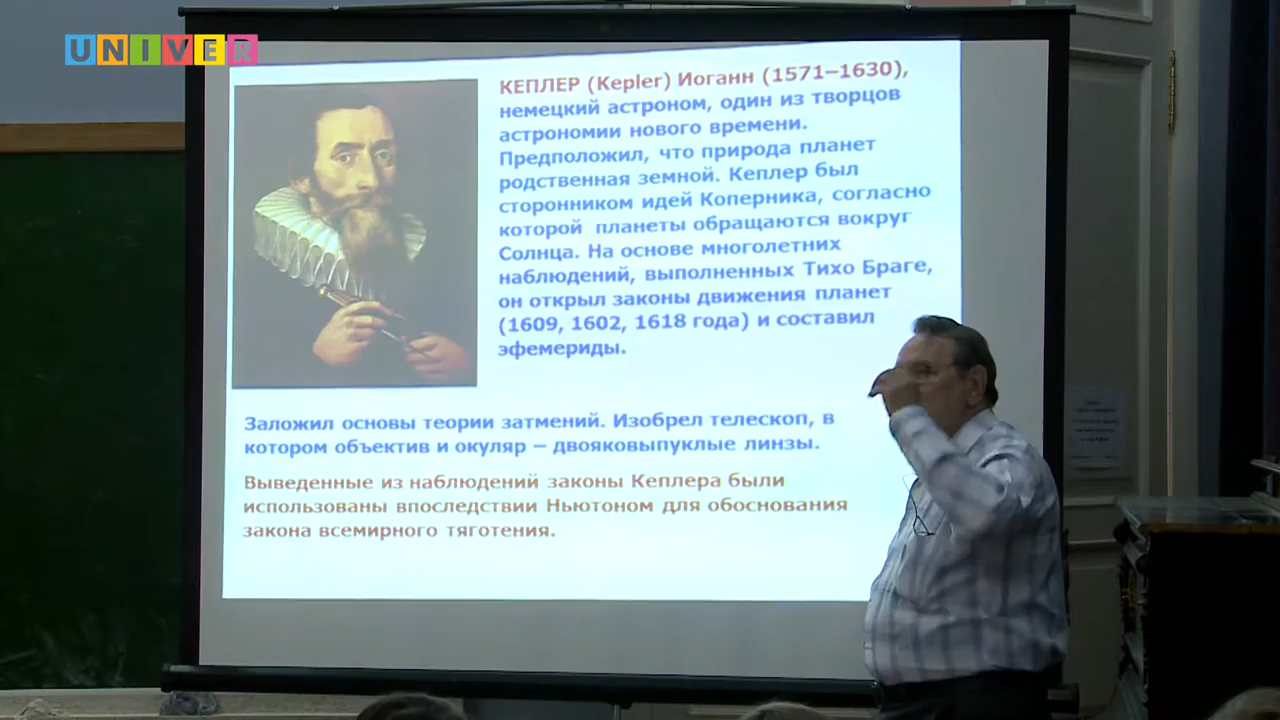 UNIVER
КЕПЛЕР (Kepler) Иоганн (1571–1630),
немецкий астроном, один из творцов
астрономии нового времени.
Предположил, что природа планет
родственная земной. Кеплер был
сторонником идей Коперника, согласно
которой планеты обращаются вокруг
Солнца. На основе многолетних
наблюдений, выполненных Тихо Браге,
он открыл законы движения планет
(1609, 1602, 1618 года) и составил
эфемериды.
Заложил основы теории затмений. Изобрел телескоп, в
котором объектив и окуляр – двояковыпуклые линзы.
Выведенные из наблюдений законы Кеплера были
использованы впоследствии Ньютоном для обоснования
закона всемирного тяготения.